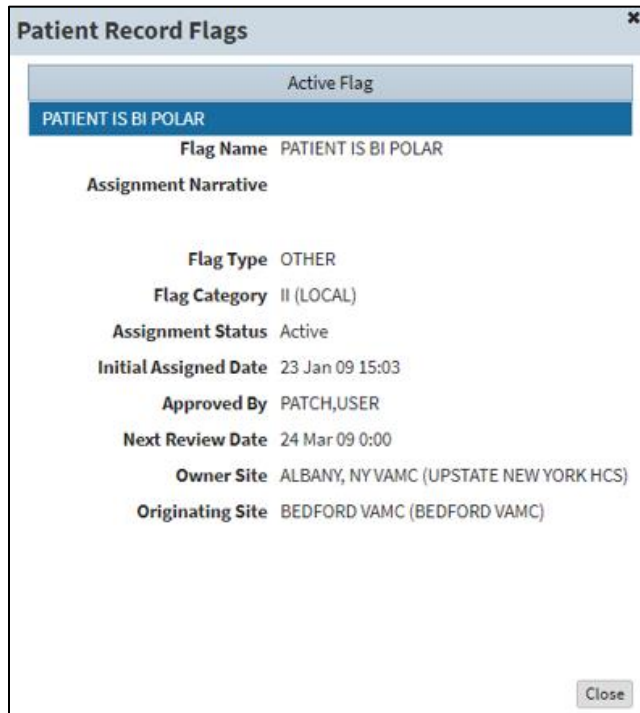 Patient Record Flags
Active Flag
PATIENT IS BI POLAR
Flag Name PATIENT IS BI POLAR
Assignment Narrative
Flag Type OTHER
Flag Category II (LOCAL)
Assignment Status Active
Initial Assigned Date 23 Jan 09 15:03
Approved By PATCH,USER
Next Review Date 24 Mar 09 0:00
Owner Site ALBANY, NY VAMC (UPSTATE NEW YORK HCS)
Originating Site BEDFORD VAMC (BEDFORD VAMC)
Close